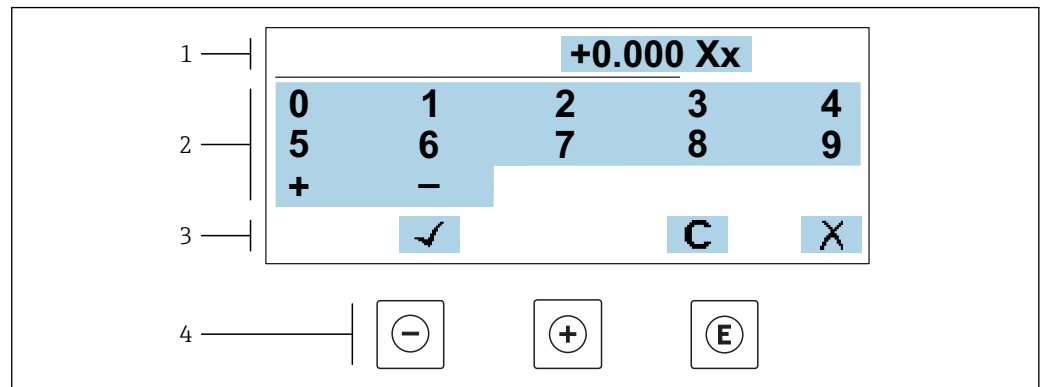 1 +0.000 Xx
0 1 2 3 4
2 5 6 7 8 9
+ −
3 ✓ C X
4 − + E